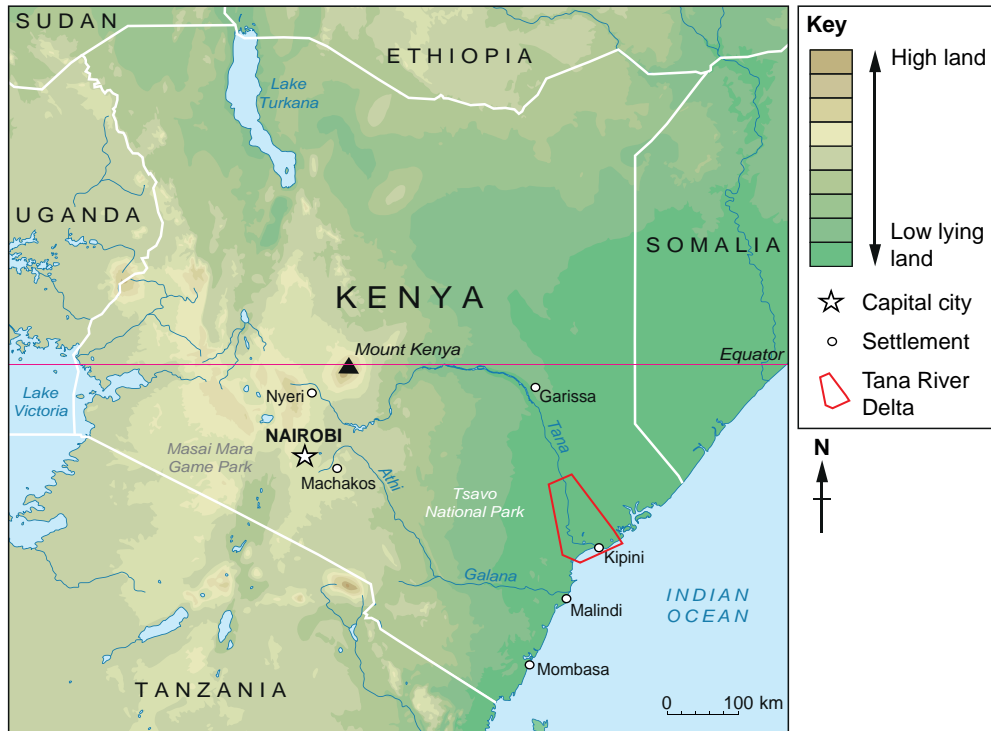 SUDAN
ETHIOPIA
Lake
Turkana
UGANDA
SOMALIA
KENYA
Mount Kenya
Equator
Lake
Victoria
Nyeri
Garissa
NAIROBI
Masai Mara
Game Park
Machakos
Athi
Tana
Tsavo
National Park
Kipini
Galana
Malindi
INDIAN
OCEAN
Mombasa
TANZANIA
0 100 km
Key
High land
Low lying
land
Capital city
Settlement
Tana River
Delta
N